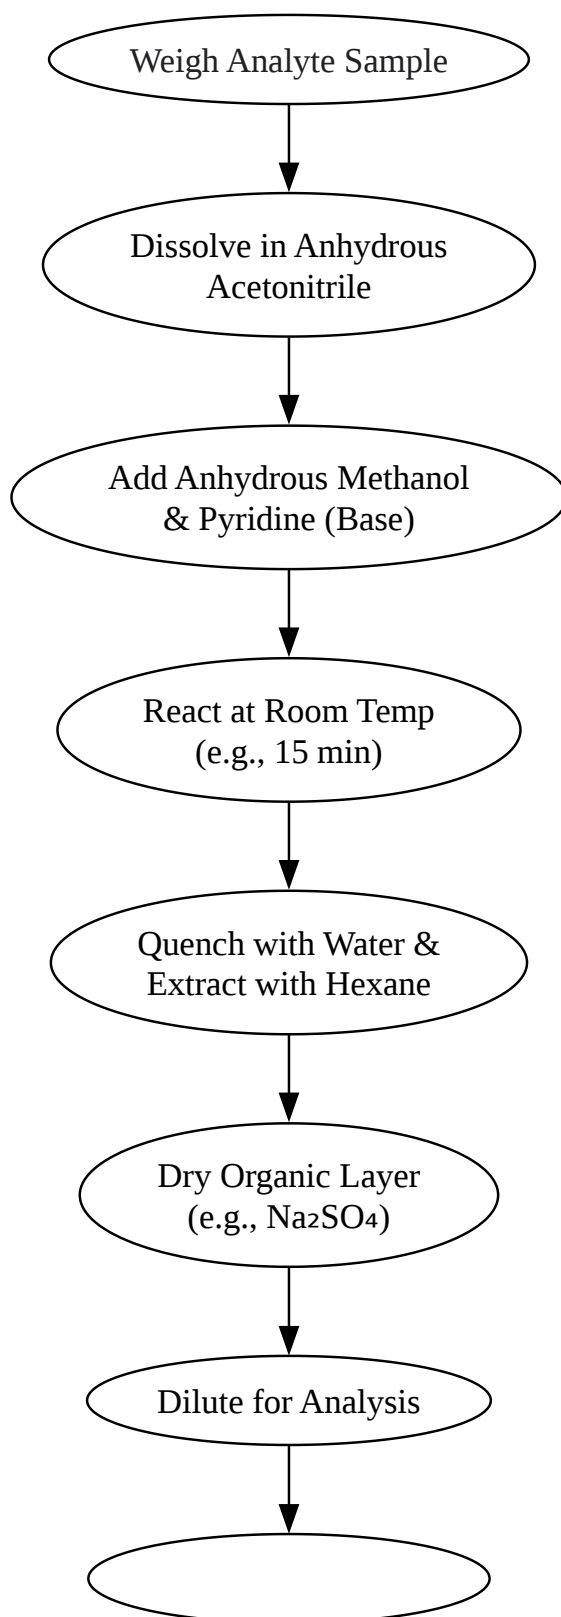 Weigh Analyte Sample
Dissolve in Anhydrous
Acetonitrile
Add Anhydrous Methanol
& Pyridine (Base)
React at Room Temp
(e.g., 15 min)
Quench with Water &
Extract with Hexane
Dry Organic Layer
(e.g., Na₂SO₄)
Dilute for Analysis